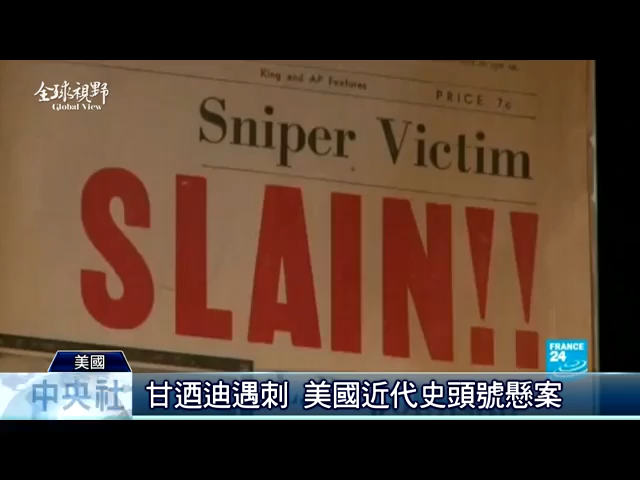 全球視野
Global View
King and AP Features
PRICE 7c
Sniper Victim
SLAIN!!
FRANCE
24
美國
中央社
甘迺迪遇刺 美國近代史頭號懸案